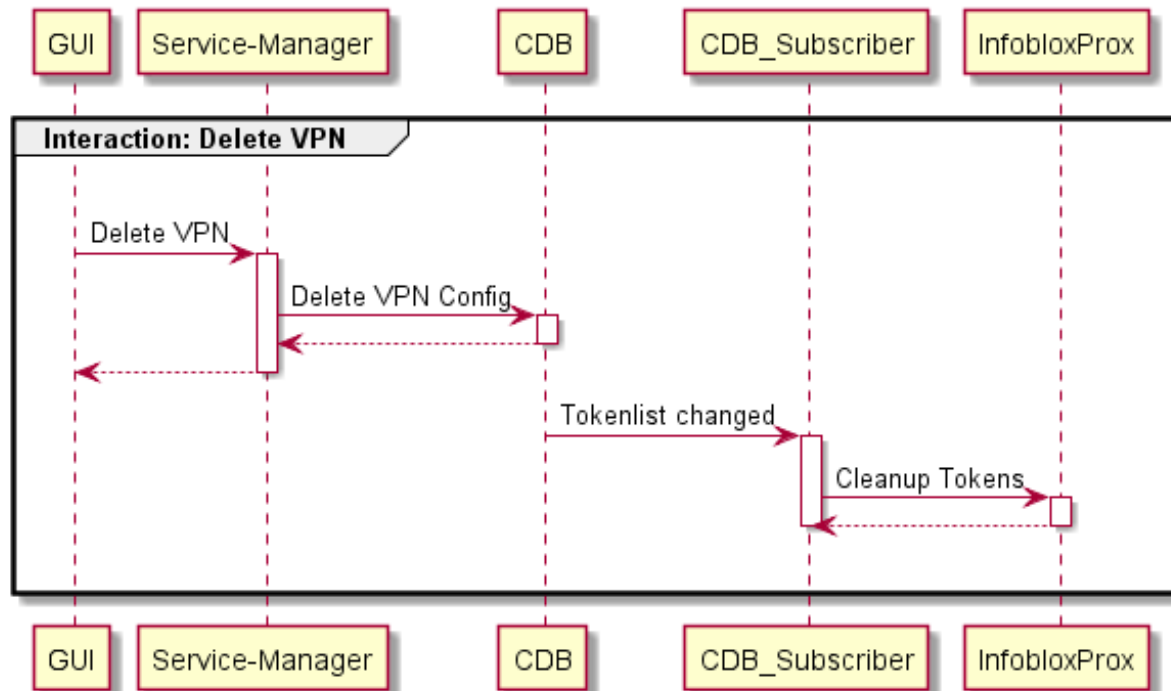 GUI
Service-Manager
CDB
CDB_Subscriber
InfobloxProx
Interaction: Delete VPN
Delete VPN
Delete VPN Config
Tokenlist changed
Cleanup Tokens
GUI
Service-Manager
CDB
CDB_Subscriber
InfobloxProx